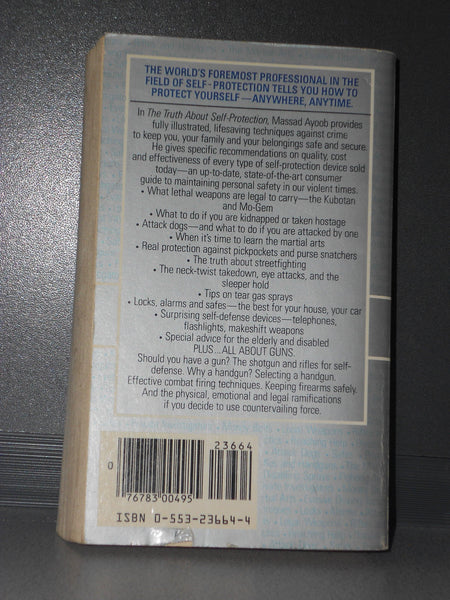 THE WORLD'S FOREMOST PROFESSIONAL IN THE
FIELD OF SELF-PROTECTION TELLS YOU HOW TO
PROTECT YOURSELF—ANYWHERE, ANYTIME.
In The Truth About Self-Protection, Massad Ayoob provides
fully illustrated, lifesaving techniques against crime
to keep you, your family and your belongings safe and secure.
He gives specific recommendations on quality, cost
and effectiveness of every type of self-protection device sold
today—an up-to-date, state-of-the-art consumer
guide to maintaining personal safety in our violent times.
• What lethal weapons are legal to carry—the Kubotan
and Mo-Gem
• What to do if you are kidnapped or taken hostage
• Attack dogs—and what to do if you are attacked by one
• When it's time to learn the martial arts
• Real protection against pickpockets and purse snatchers
• The truth about streetfighting
• The neck-twist takedown, eye attacks, and the
sleeper hold
• Tips on tear gas sprays
• Locks, alarms and safes—the best for your house, your car
• Surprising self-defense devices—telephones,
flashlights, makeshift weapons
• Special advice for the elderly and disabled
PLUS...ALL ABOUT GUNS.
Should you have a gun? The shotgun and rifles for self-
defense. Why a handgun? Selecting a handgun.
Effective combat firing techniques. Keeping firearms safely.
And the physical, emotional and legal ramifications
if you decide to use countervailing force.
23664
0
76783 00495
ISBN 0-553-23664-4